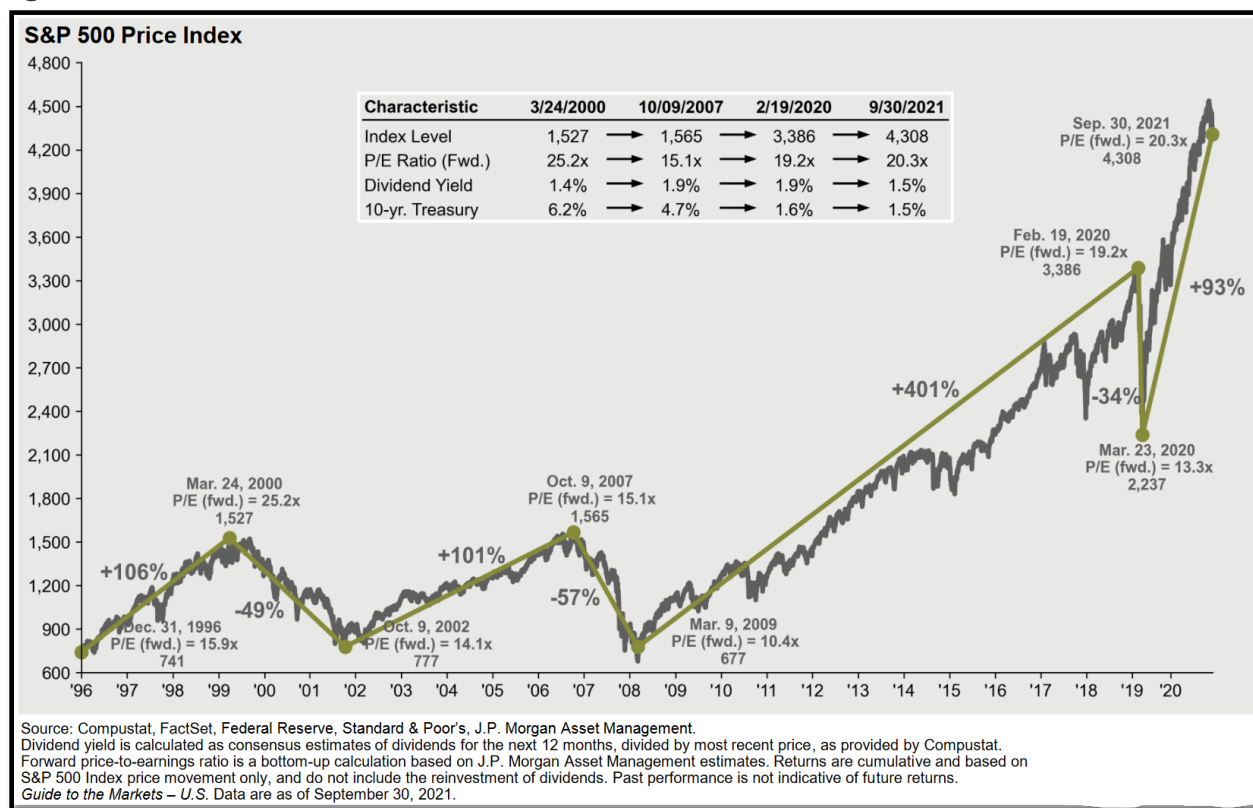 S&P 500 Price Index
4,800
4,500
4,200
3,900
3,600
3,300
3,000
2,700
2,400
2,100
1,800
1,500
1,200
900
600
Characteristic 3/24/2000 10/09/2007 2/19/2020 9/30/2021
Index Level 1,527 → 1,565 → 3,386 → 4,308
P/E Ratio (Fwd.) 25.2x → 15.1x → 19.2x → 20.3x
Dividend Yield 1.4% → 1.9% → 1.9% → 1.5%
10-yr. Treasury 6.2% → 4.7% → 1.6% → 1.5%
Sep. 30, 2021
P/E (fwd.) = 20.3x
4,308
Feb. 19, 2020
P/E (fwd.) = 19.2x
3,386
+93%
+401%
-34%
Mar. 23, 2020
P/E (fwd.) = 13.3x
2,237
Mar. 24, 2000
P/E (fwd.) = 25.2x
1,527
Oct. 9, 2007
P/E (fwd.) = 15.1x
1,565
+106%
-49%
+101%
-57%
Dec. 31, 1996
P/E (fwd.) = 15.9x
741
Oct. 9, 2002
P/E (fwd.) = 14.1x
777
Mar. 9, 2009
P/E (fwd.) = 10.4x
677
'96 '97 '98 '99 '00 '01 '02 '03 '04 '05 '06 '07 '08 '09 '10 '11 '12 '13 '14 '15 '16 '17 '18 '19 '20
Source: Compustat, FactSet, Federal Reserve, Standard & Poor's, J.P. Morgan Asset Management.
Dividend yield is calculated as consensus estimates of dividends for the next 12 months, divided by most recent price, as provided by Compustat.
Forward price-to-earnings ratio is a bottom-up calculation based on J.P. Morgan Asset Management estimates. Returns are cumulative and based on
S&P 500 Index price movement only, and do not include the reinvestment of dividends. Past performance is not indicative of future returns.
Guide to the Markets – U.S. Data are as of September 30, 2021.